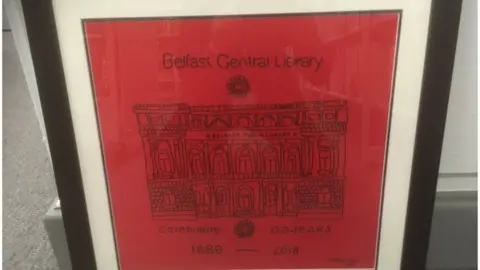 Belfast Central Library
Celebrating 130 YEARS
1888 — 2018